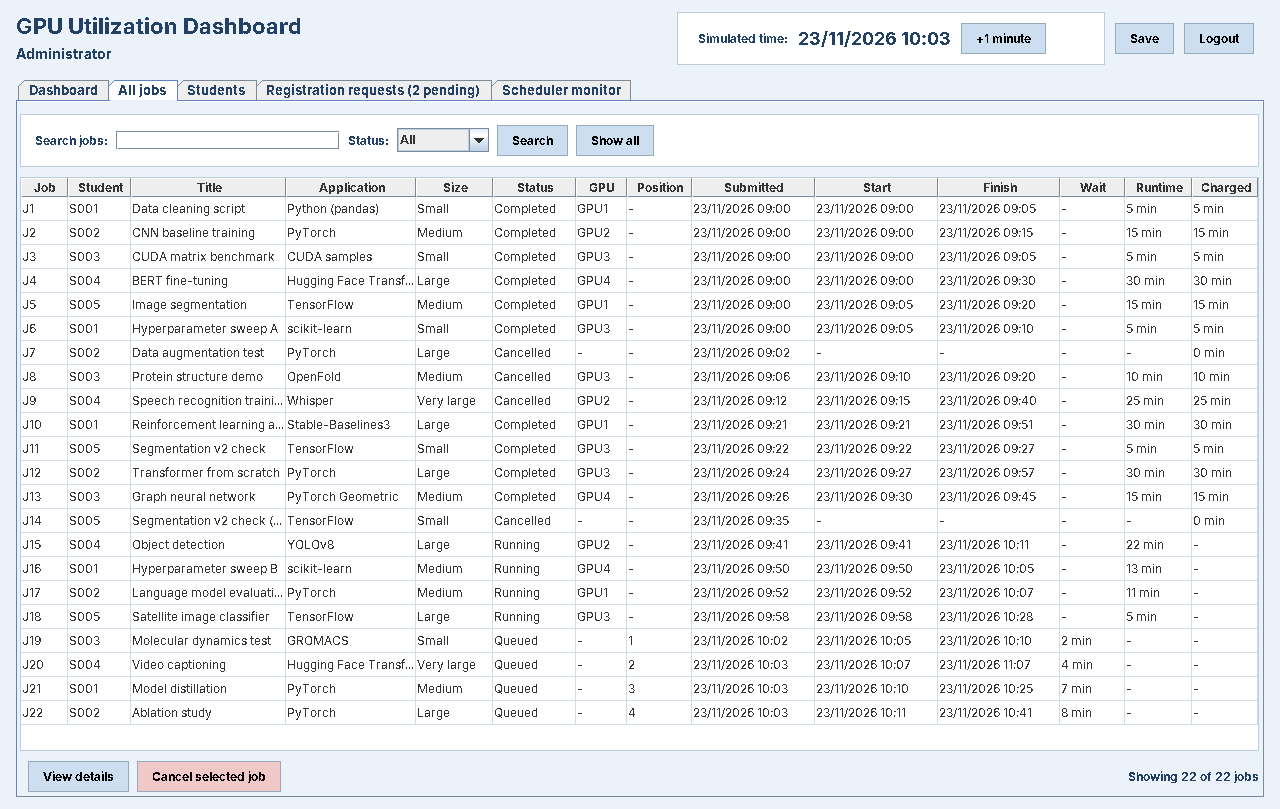 GPU Utilization Dashboard
Administrator
Simulated time: 23/11/2026 10:03 +1 minute Save Logout
Dashboard All jobs Students Registration requests (2 pending) Scheduler monitor
Search jobs: Status: All Search Show all
Job Student Title Application Size Status GPU Position Submitted Start Finish Wait Runtime Charged
J1 S001 Data cleaning script Python (pandas) Small Completed GPU1 - 23/11/2026 09:00 23/11/2026 09:00 23/11/2026 09:05 - 5 min 5 min
J2 S002 CNN baseline training PyTorch Medium Completed GPU2 - 23/11/2026 09:00 23/11/2026 09:00 23/11/2026 09:15 - 15 min 15 min
J3 S003 CUDA matrix benchmark CUDA samples Small Completed GPU3 - 23/11/2026 09:00 23/11/2026 09:00 23/11/2026 09:05 - 5 min 5 min
J4 S004 BERT fine-tuning Hugging Face Transf... Large Completed GPU4 - 23/11/2026 09:00 23/11/2026 09:00 23/11/2026 09:30 - 30 min 30 min
J5 S005 Image segmentation TensorFlow Medium Completed GPU1 - 23/11/2026 09:00 23/11/2026 09:05 23/11/2026 09:20 - 15 min 15 min
J6 S001 Hyperparameter sweep A scikit-learn Small Completed GPU3 - 23/11/2026 09:00 23/11/2026 09:05 23/11/2026 09:10 - 5 min 5 min
J7 S002 Data augmentation test PyTorch Large Cancelled - - 23/11/2026 09:02 - - - - 0 min
J8 S003 Protein structure demo OpenFold Medium Cancelled GPU3 - 23/11/2026 09:06 23/11/2026 09:10 23/11/2026 09:20 - 10 min 10 min
J9 S004 Speech recognition traini... Whisper Very large Cancelled GPU2 - 23/11/2026 09:12 23/11/2026 09:15 23/11/2026 09:40 - 25 min 25 min
J10 S001 Reinforcement learning a... Stable-Baselines3 Large Completed GPU1 - 23/11/2026 09:21 23/11/2026 09:21 23/11/2026 09:51 - 30 min 30 min
J11 S005 Segmentation v2 check TensorFlow Small Completed GPU3 - 23/11/2026 09:22 23/11/2026 09:22 23/11/2026 09:27 - 5 min 5 min
J12 S002 Transformer from scratch PyTorch Large Completed GPU3 - 23/11/2026 09:24 23/11/2026 09:27 23/11/2026 09:57 - 30 min 30 min
J13 S003 Graph neural network PyTorch Geometric Medium Completed GPU4 - 23/11/2026 09:26 23/11/2026 09:30 23/11/2026 09:45 - 15 min 15 min
J14 S005 Segmentation v2 check (... TensorFlow Small Cancelled - - 23/11/2026 09:35 - - - - 0 min
J15 S004 Object detection YOLOv8 Large Running GPU2 - 23/11/2026 09:41 23/11/2026 09:41 23/11/2026 10:11 - 22 min -
J16 S001 Hyperparameter sweep B scikit-learn Medium Running GPU4 - 23/11/2026 09:50 23/11/2026 09:50 23/11/2026 10:05 - 13 min -
J17 S002 Language model evaluati... PyTorch Medium Running GPU1 - 23/11/2026 09:52 23/11/2026 09:52 23/11/2026 10:07 - 11 min -
J18 S005 Satellite image classifier TensorFlow Large Running GPU3 - 23/11/2026 09:58 23/11/2026 09:58 23/11/2026 10:28 - 5 min -
J19 S003 Molecular dynamics test GROMACS Small Queued - 1 23/11/2026 10:02 23/11/2026 10:05 23/11/2026 10:10 2 min - -
J20 S004 Video captioning Hugging Face Transf... Very large Queued - 2 23/11/2026 10:03 23/11/2026 10:07 23/11/2026 11:07 4 min - -
J21 S001 Model distillation PyTorch Medium Queued - 3 23/11/2026 10:03 23/11/2026 10:10 23/11/2026 10:25 7 min - -
J22 S002 Ablation study PyTorch Large Queued - 4 23/11/2026 10:03 23/11/2026 10:11 23/11/2026 10:41 8 min - -
View details Cancel selected job Showing 22 of 22 jobs